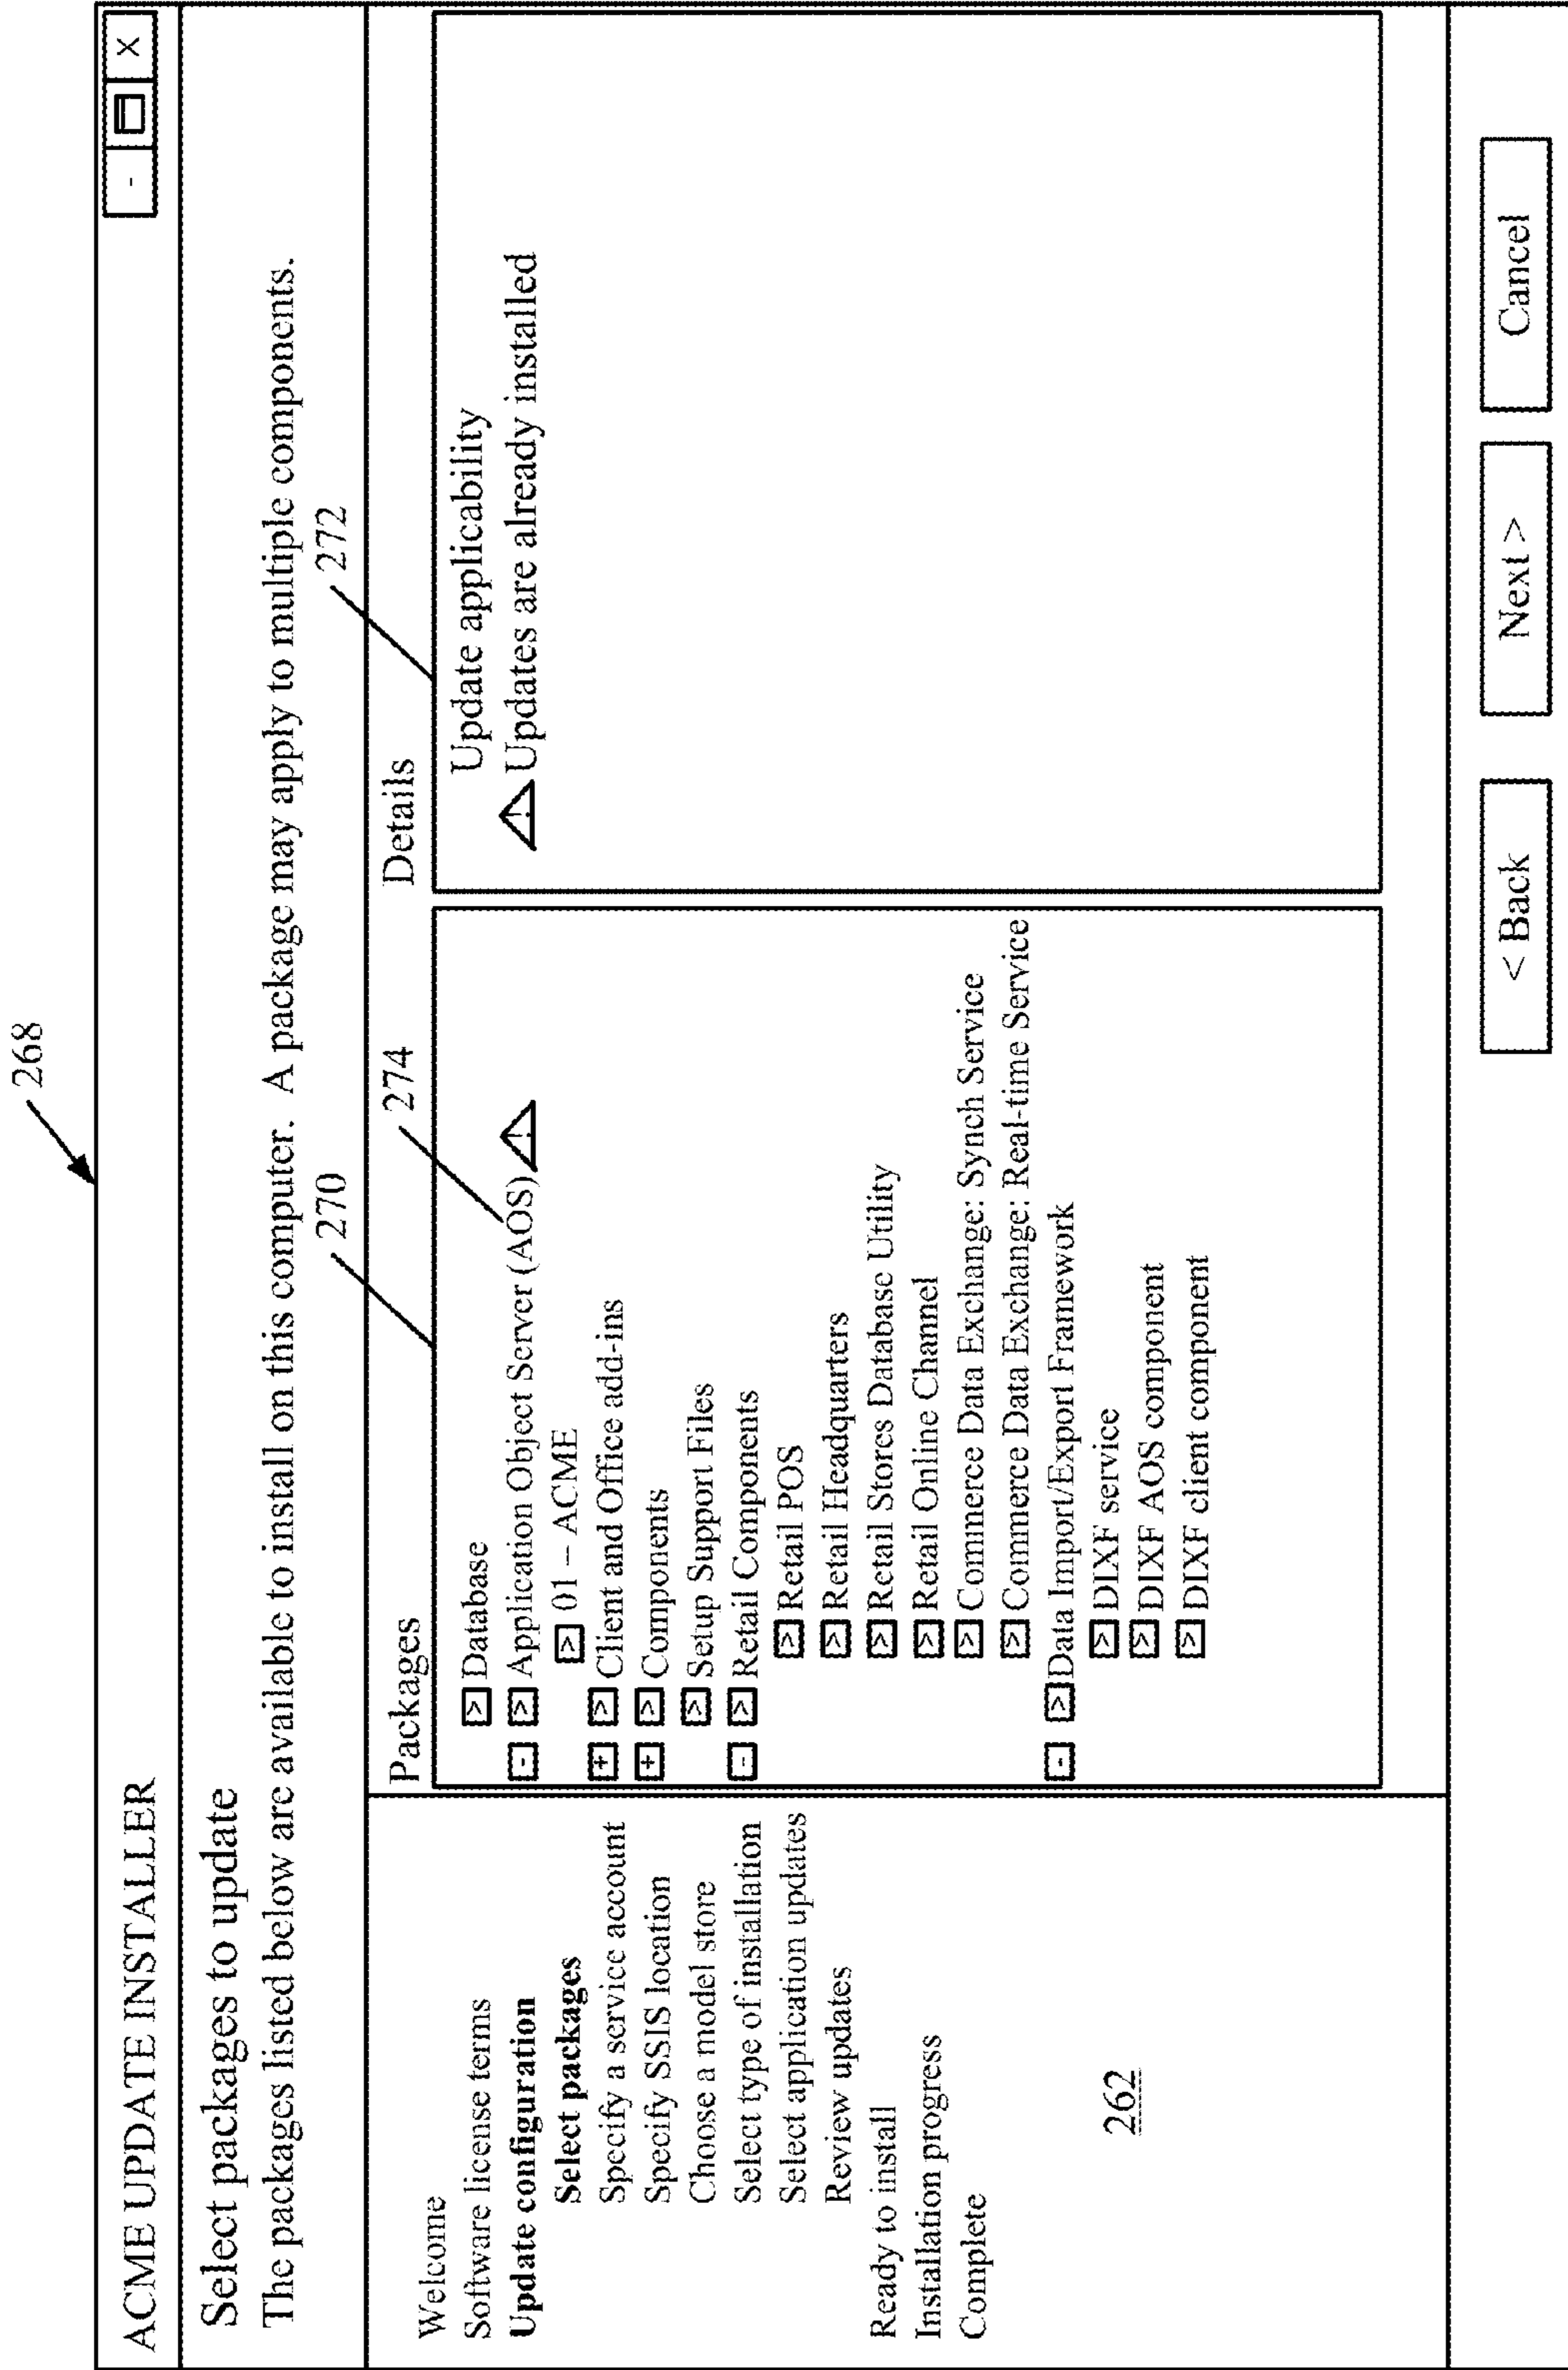 268
ACME UPDATE INSTALLER
- X
Select packages to update
The packages listed below are available to install on this computer. A package may apply to multiple components.
270
272
274
Welcome
Software license terms
Update configuration
Select packages
Specify a service account
Specify SSIS location
Choose a model store
Select type of installation
Select application updates
Review updates
Ready to install
Installation progress
Complete
262
Packages
> Database
- > Application Object Server (AOS) !
> 01 – ACME
+ > Client and Office add-ins
+ > Components
> Setup Support Files
- > Retail Components
> Retail POS
> Retail Headquarters
> Retail Stores Database Utility
> Retail Online Channel
> Commerce Data Exchange: Synch Service
> Commerce Data Exchange: Real-time Service
- > Data Import/Export Framework
> DIXF service
> DIXF AOS component
> DIXF client component
Details
Update applicability
! Updates are already installed
< Back
Next >
Cancel